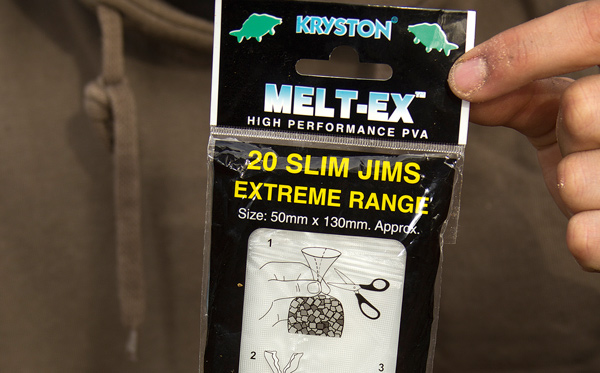 KRYSTON®
MELT-EX™
HIGH PERFORMANCE PVA
20 SLIM JIMS
EXTREME RANGE
Size: 50mm x 130mm. Approx.
1
2
3